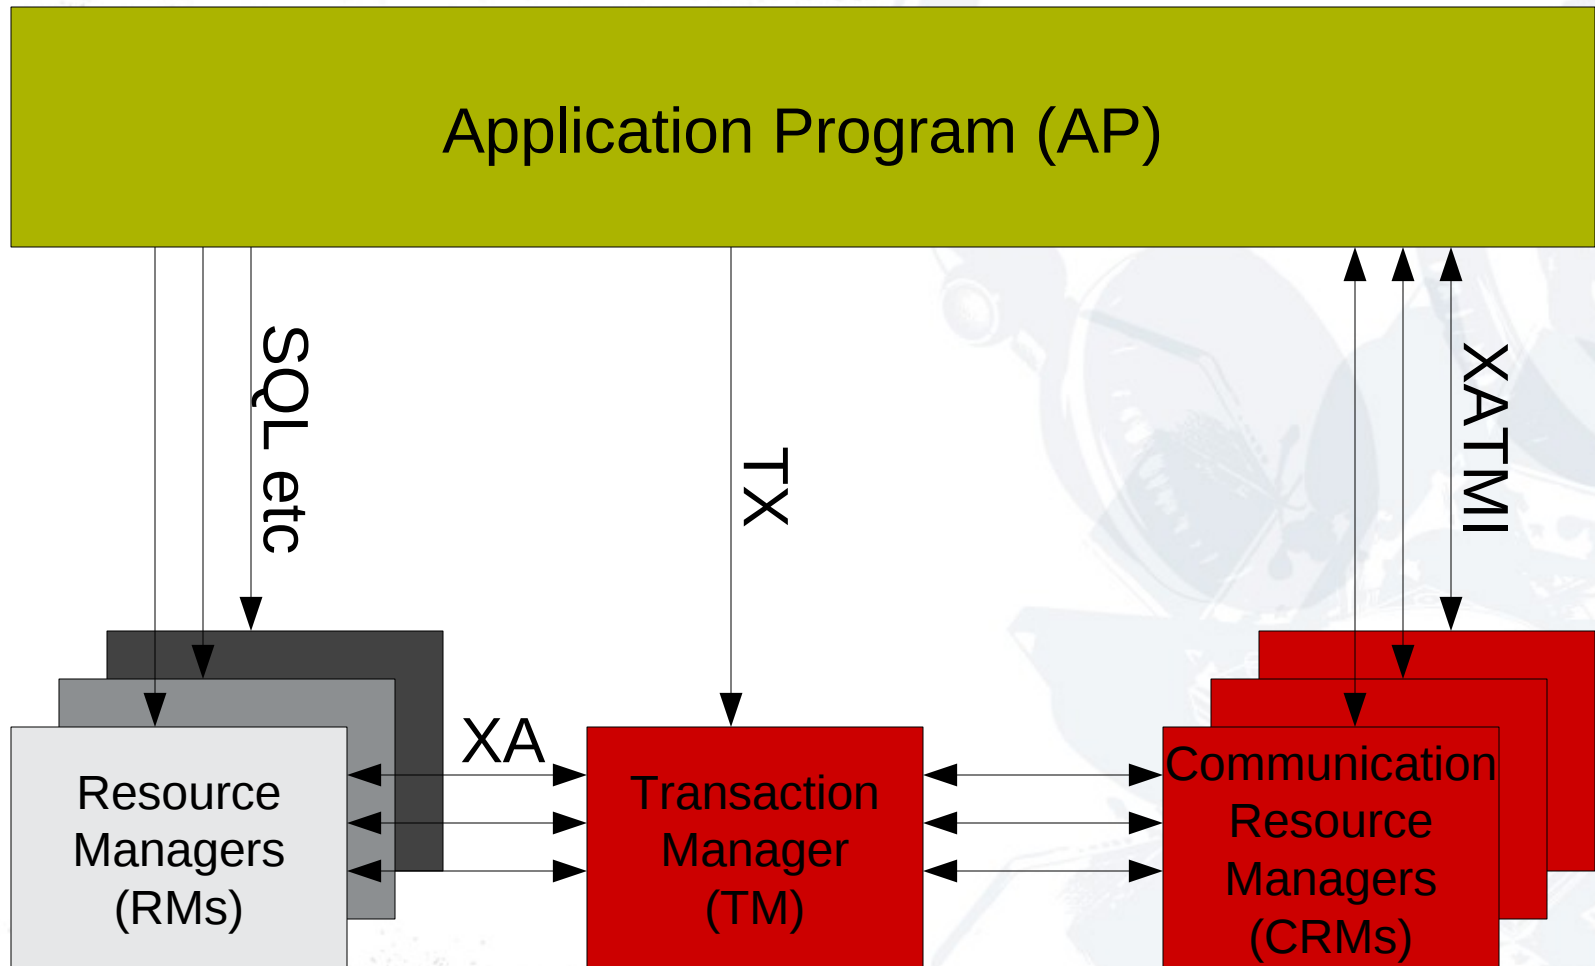 Application Program (AP)
SQL etc
TX
XATMI
XA
Resource
Managers
(RMs)
Transaction
Manager
(TM)
Communication
Resource
Managers
(CRMs)